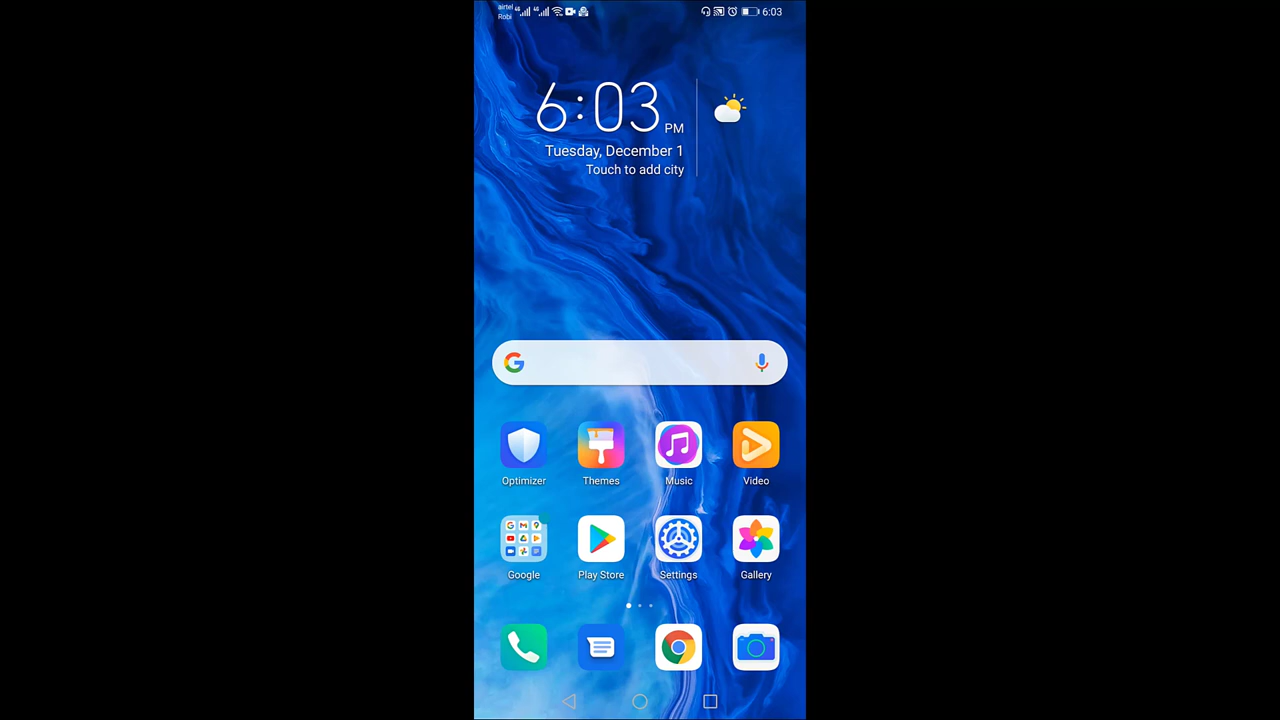 airtel
Robi
6:03
6:03 PM
Tuesday, December 1
Touch to add city
Optimizer
Themes
Music
Video
Google
Play Store
Settings
Gallery